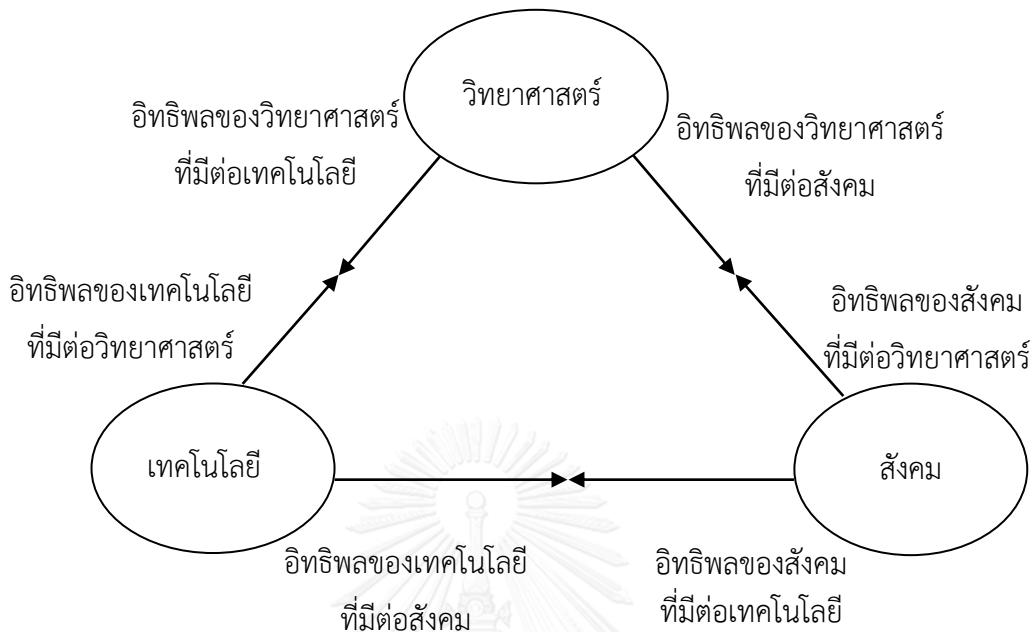 วิทยาศาสตร์
อิทธิพลของวิทยาศาสตร์
ที่มีต่อเทคโนโลยี
อิทธิพลของวิทยาศาสตร์
ที่มีต่อสังคม
อิทธิพลของเทคโนโลยี
ที่มีต่อวิทยาศาสตร์
อิทธิพลของสังคม
ที่มีต่อวิทยาศาสตร์
เทคโนโลยี
สังคม
อิทธิพลของเทคโนโลยี
ที่มีต่อสังคม
อิทธิพลของสังคม
ที่มีต่อเทคโนโลยี